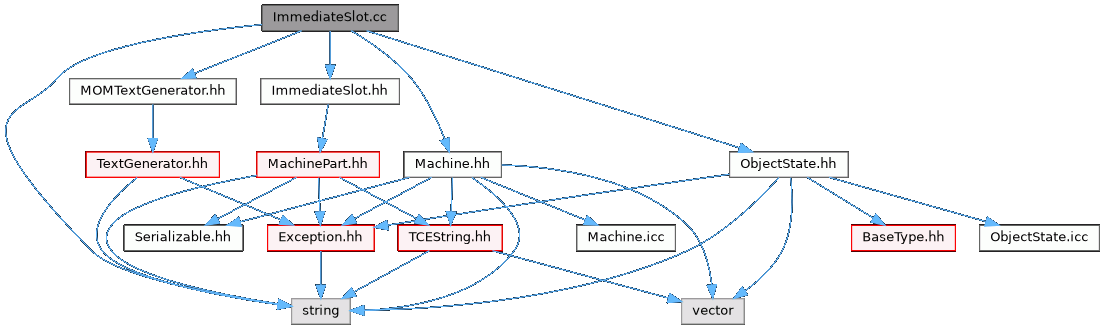 ImmediateSlot.cc
MOMTextGenerator.hh
ImmediateSlot.hh
TextGenerator.hh
MachinePart.hh
Machine.hh
ObjectState.hh
Serializable.hh
Exception.hh
TCEString.hh
Machine.icc
BaseType.hh
ObjectState.icc
string
vector